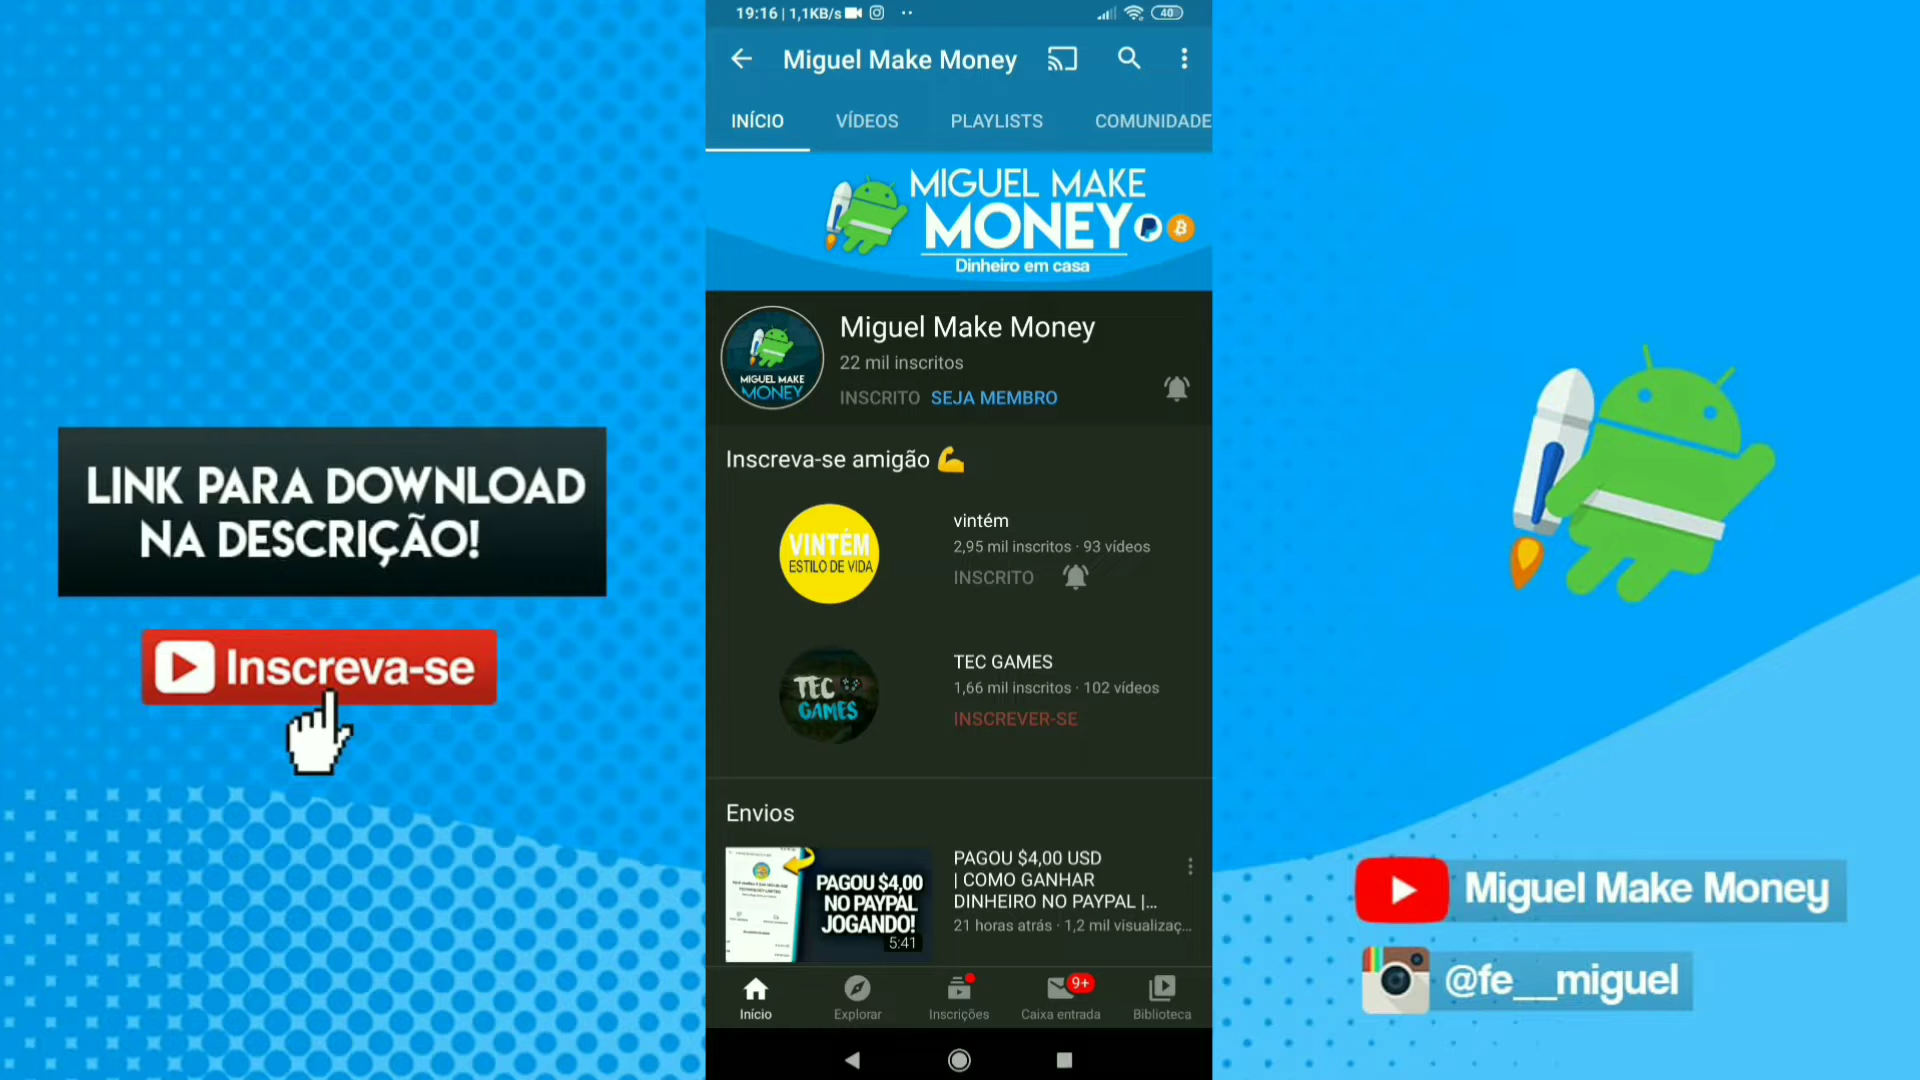 19:16 | 1,1KB/s
40
Miguel Make Money
INÍCIO
VÍDEOS
PLAYLISTS
COMUNIDADE
MIGUEL MAKE
MONEY
Dinheiro em casa
MIGUEL MAKE
MONEY
Miguel Make Money
22 mil inscritos
INSCRITO SEJA MEMBRO
Inscreva-se amigão
VINTÉM
ESTILO DE VIDA
vintém
2,95 mil inscritos · 93 vídeos
INSCRITO
TEC
GAMES
TEC GAMES
1,66 mil inscritos · 102 vídeos
INSCREVER-SE
Envios
PAGOU $4,00
NO PAYPAL
JOGANDO!
5:41
PAGOU $4,00 USD
| COMO GANHAR
DINHEIRO NO PAYPAL |...
21 horas atrás · 1,2 mil visualizaç...
Início
Explorar
Inscrições
9+
Caixa entrada
Biblioteca
LINK PARA DOWNLOAD
NA DESCRIÇÃO!
Inscreva-se
Miguel Make Money
@fe__miguel